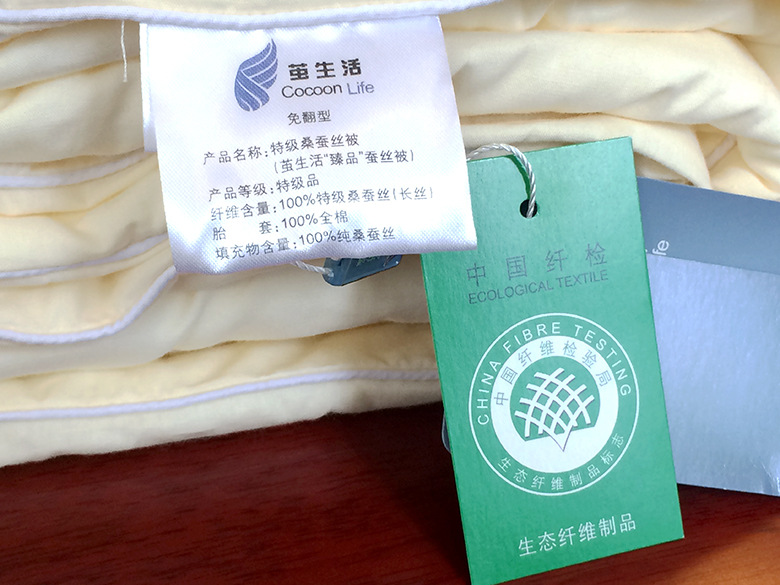 茧生活
Cocoon Life
免翻型
产品名称:特级桑蚕丝被
(茧生活“臻品”蚕丝被)
产品等级:特级品
纤维含量:100%特级桑蚕丝(长丝)
胎 套:100%全棉
填充物含量:100%纯桑蚕丝
中国纤检
ECOLOGICAL TEXTILE
CHINA FIBRE TESTING
中国纤维检验局
生态纤维制品标志
生态纤维制品
ife